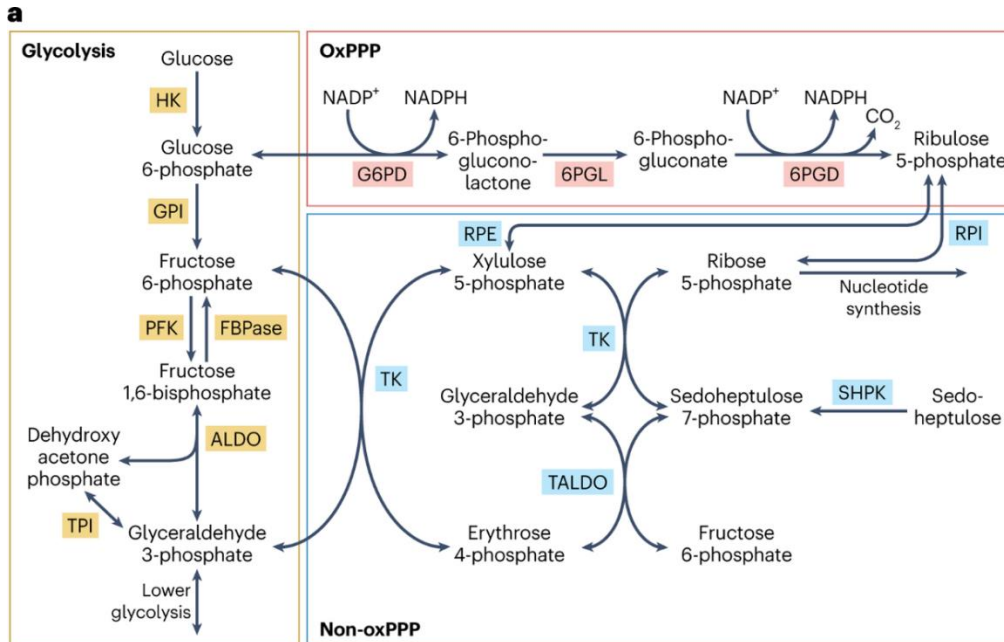 a
Glycolysis
Glucose
HK
Glucose
6-phosphate
GPI
Fructose
6-phosphate
PFK
FBPase
Fructose
1,6-bisphosphate
Dehydroxy
acetone
phosphate
ALDO
TPI
Glyceraldehyde
3-phosphate
Lower
glycolysis
OxPPP
NADP⁺
NADPH
G6PD
6-Phospho-
glucono-
lactone
6PGL
6-Phospho-
gluconate
NADP⁺
NADPH
CO₂
6PGD
Ribulose
5-phosphate
RPE
RPI
Xylulose
5-phosphate
Ribose
5-phosphate
Nucleotide
synthesis
TK
TK
Glyceraldehyde
3-phosphate
Sedoheptulose
7-phosphate
SHPK
Sedo-
heptulose
TALDO
Erythrose
4-phosphate
Fructose
6-phosphate
Non-oxPPP